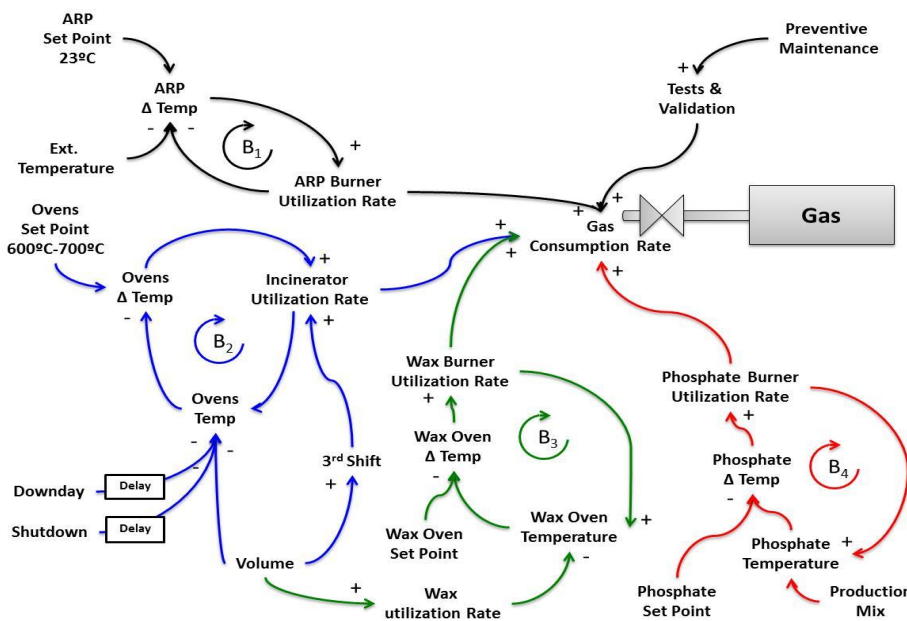 ARP
Set Point
23ºC
Preventive
Maintenance
+
ARP
Δ Temp
Tests &
Validation
- -
B1
+
Ext.
Temperature
ARP Burner
Utilization Rate
+ +
Gas
Consumption Rate
Gas
Ovens
Set Point
600ºC-700ºC
+
+
+
Ovens
Δ Temp
+
Incinerator
Utilization Rate
-
+
B2
Wax Burner
Utilization Rate
Phosphate Burner
Utilization Rate
+
+
Ovens
Temp
-
-
-
Wax Oven
Δ Temp
B3
3rd Shift
+
-
Phosphate
Δ Temp
B4
-
Downday
Delay
Shutdown
Delay
Wax Oven
Set Point
Wax Oven
Temperature
+
-
Phosphate
Temperature
+
Volume
+
Wax
utilization Rate
Phosphate
Set Point
Production
Mix